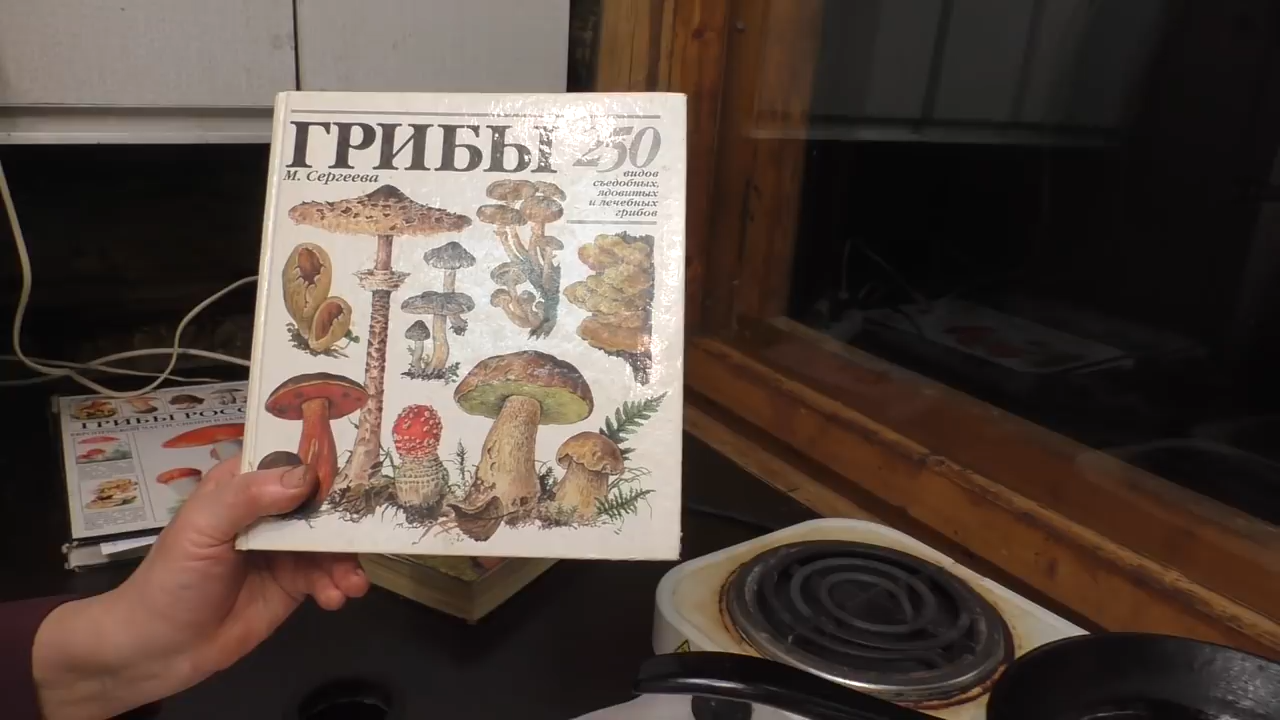 ГРИБЫ 250
М. Сергеева
видов
съедобных,
ядовитых
и лечебных
грибов
ГРИБЫ РОСС